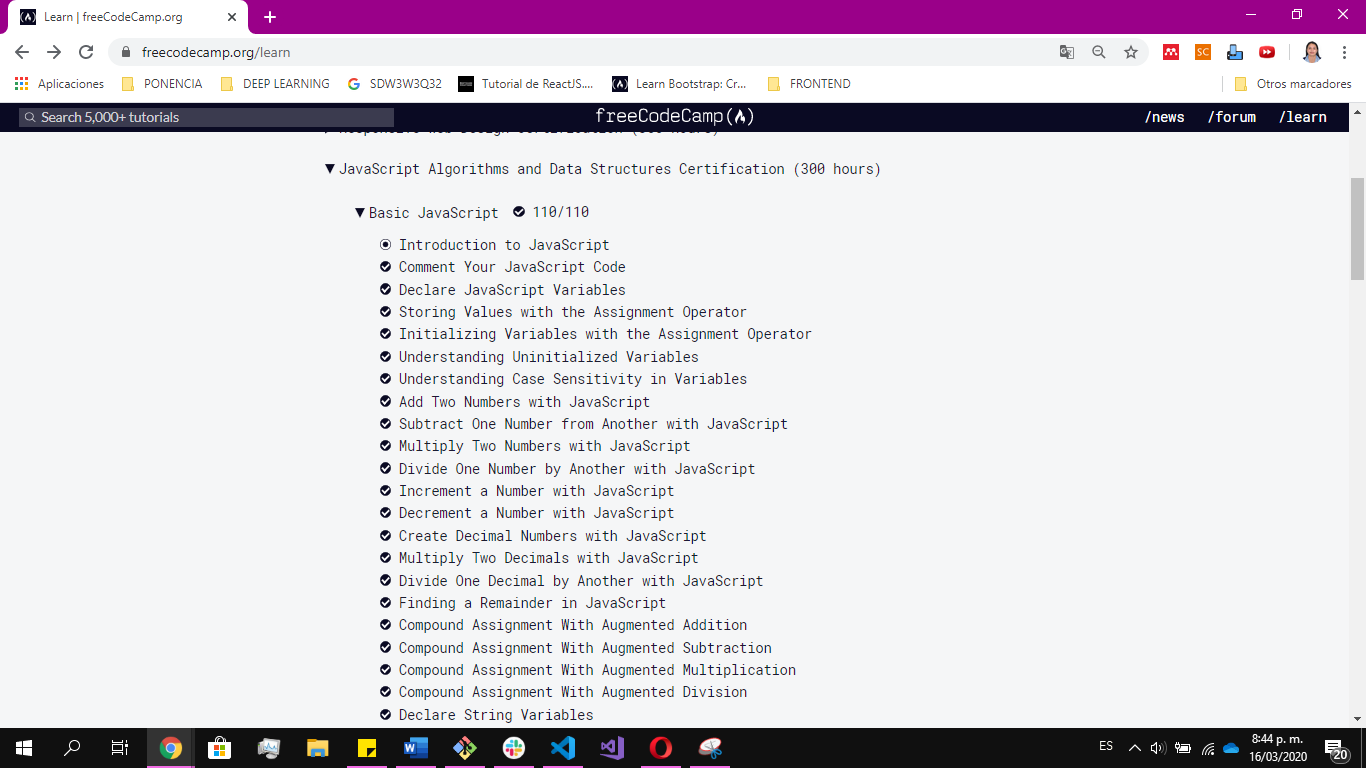 Learn | freeCodeCamp.org
freecodecamp.org/learn
SC
Aplicaciones PONENCIA DEEP LEARNING SDW3W3Q32 Tutorial de ReactJS.... Learn Bootstrap: Cr... FRONTEND Otros marcadores
Search 5,000+ tutorials freeCodeCamp /news /forum /learn
JavaScript Algorithms and Data Structures Certification (300 hours)
Basic JavaScript 110/110
Introduction to JavaScript
Comment Your JavaScript Code
Declare JavaScript Variables
Storing Values with the Assignment Operator
Initializing Variables with the Assignment Operator
Understanding Uninitialized Variables
Understanding Case Sensitivity in Variables
Add Two Numbers with JavaScript
Subtract One Number from Another with JavaScript
Multiply Two Numbers with JavaScript
Divide One Number by Another with JavaScript
Increment a Number with JavaScript
Decrement a Number with JavaScript
Create Decimal Numbers with JavaScript
Multiply Two Decimals with JavaScript
Divide One Decimal by Another with JavaScript
Finding a Remainder in JavaScript
Compound Assignment With Augmented Addition
Compound Assignment With Augmented Subtraction
Compound Assignment With Augmented Multiplication
Compound Assignment With Augmented Division
Declare String Variables
ES 8:44 p. m.
16/03/2020 20